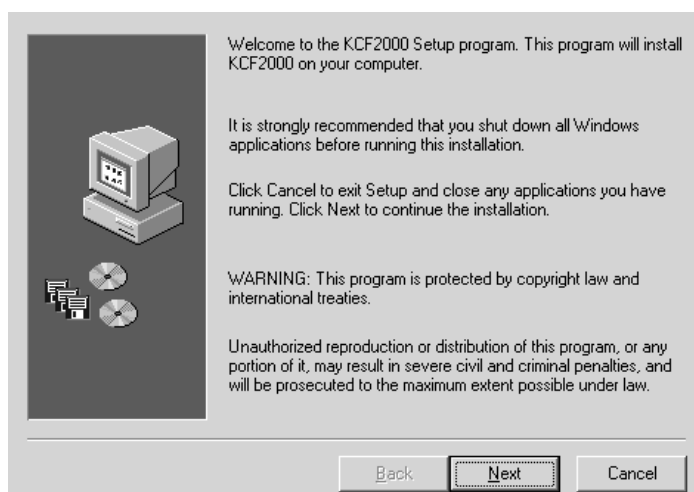 Welcome to the KCF2000 Setup program. This program will install
KCF2000 on your computer.
It is strongly recommended that you shut down all Windows
applications before running this installation.
Click Cancel to exit Setup and close any applications you have
running. Click Next to continue the installation.
WARNING: This program is protected by copyright law and
international treaties.
Unauthorized reproduction or distribution of this program, or any
portion of it, may result in severe civil and criminal penalties, and
will be prosecuted to the maximum extent possible under law.
Back Next Cancel